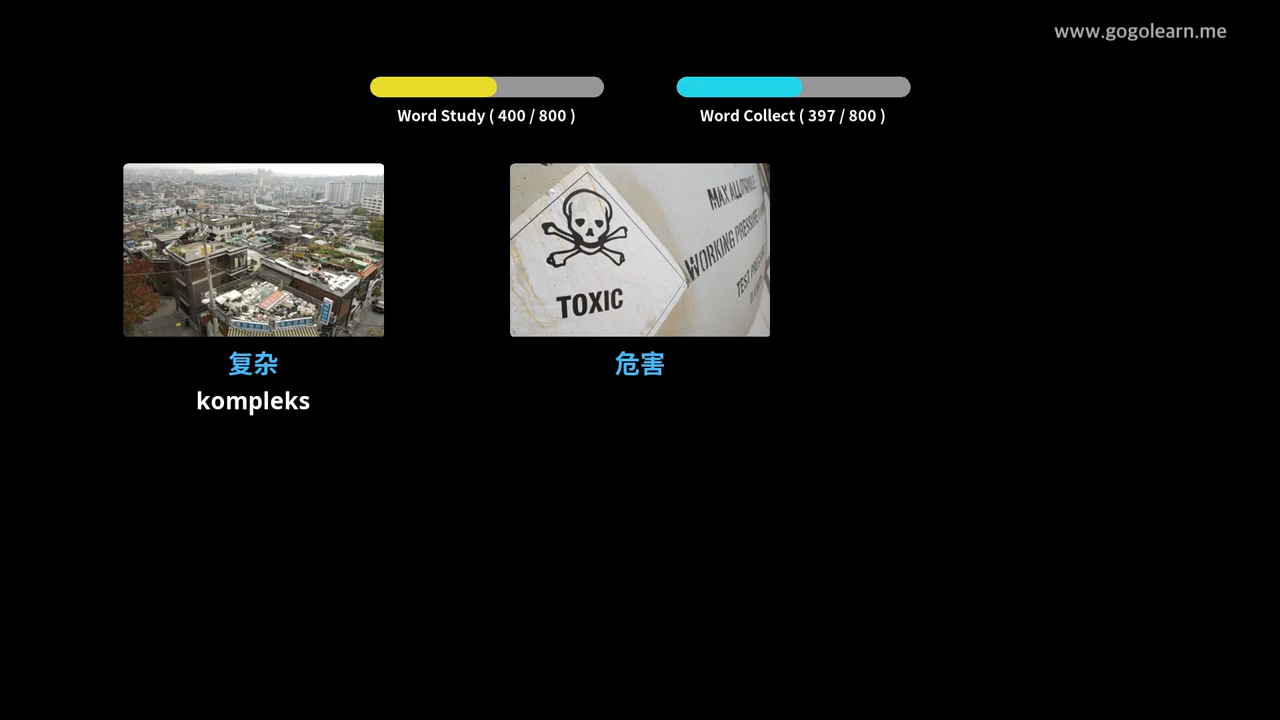 www.gogolearn.me
Word Study ( 400 / 800 )
Word Collect ( 397 / 800 )
TOXIC
MAX ALLOWABLE
WORKING PRESSURE
复杂
危害
kompleks